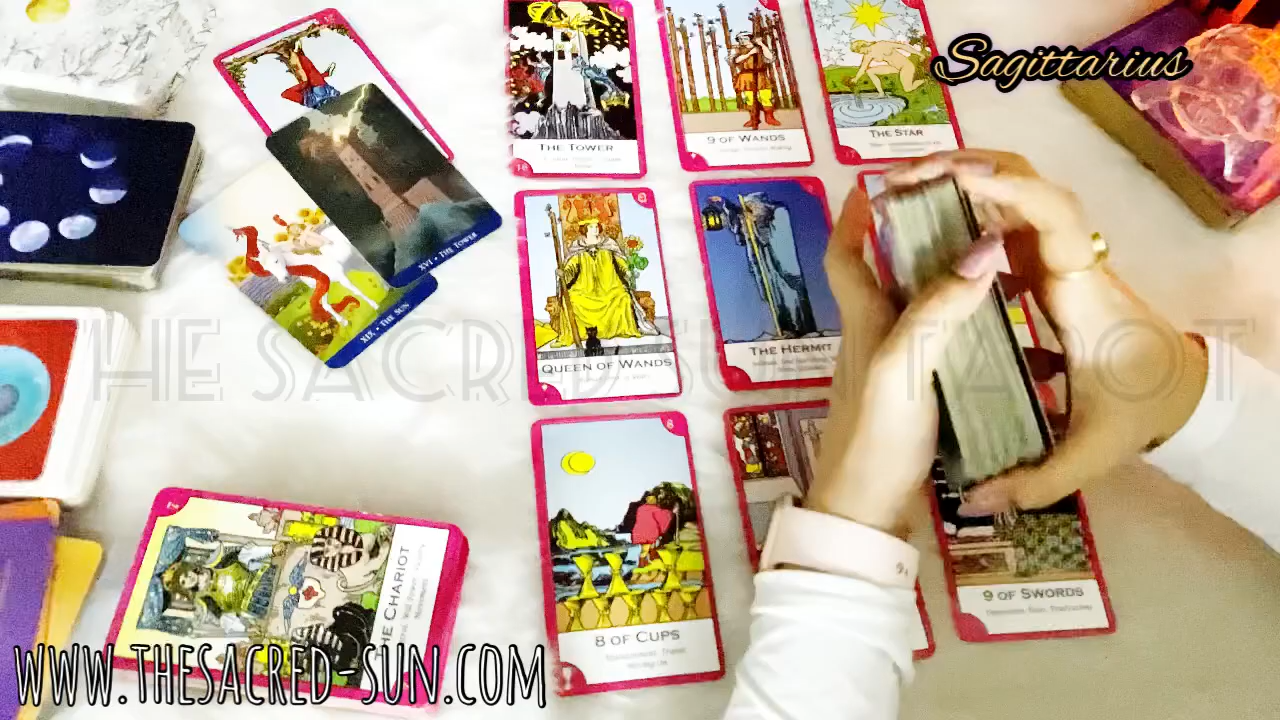 Sagittarius
THE TOWER
9 OF WANDS
THE STAR
XVI • THE TOWER
XIX • THE SUN
QUEEN OF WANDS
THE HERMIT
THE SACRED SUN TAROT
THE CHARIOT
8 OF CUPS
9 OF SWORDS
www.thesacred-sun.com